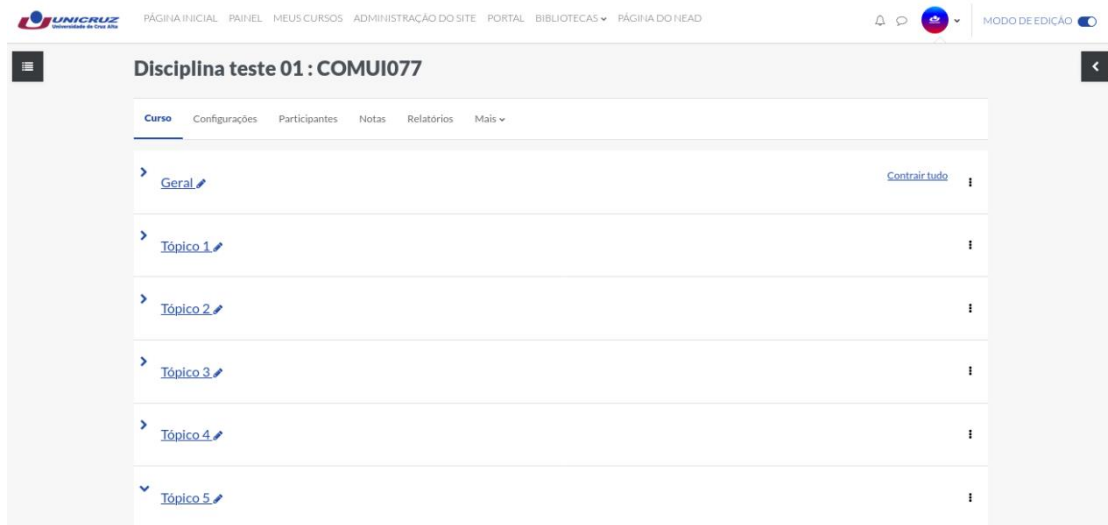 UNICRUZ
Universidade de Cruz Alta
PÁGINA INICIAL PAINEL MEUS CURSOS ADMINISTRAÇÃO DO SITE PORTAL BIBLIOTECAS PÁGINA DO NEAD
MODO DE EDIÇÃO
Disciplina teste 01 : COMUI077
Curso Configurações Participantes Notas Relatórios Mais
Contrair tudo
Geral
Tópico 1
Tópico 2
Tópico 3
Tópico 4
Tópico 5